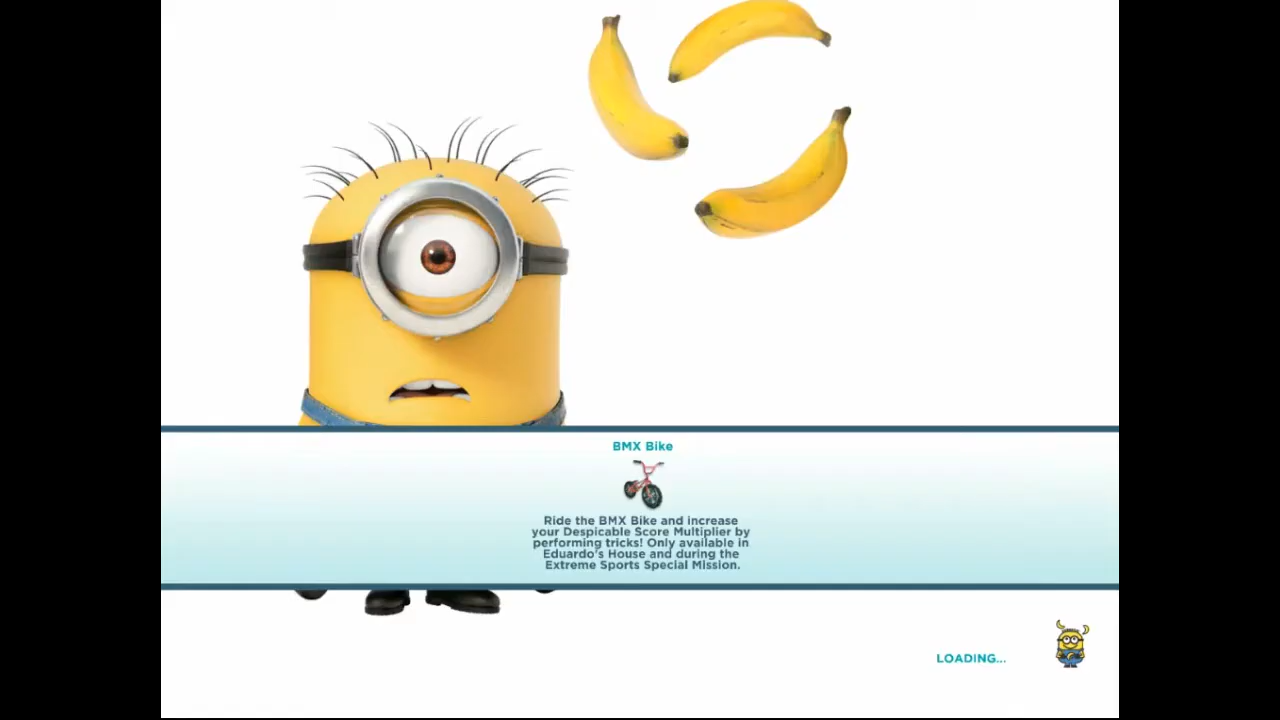 BMX Bike
Ride the BMX Bike and increase
your Despicable Score Multiplier by
performing tricks! Only available in
Eduardo's House and during the
Extreme Sports Special Mission.
LOADING...